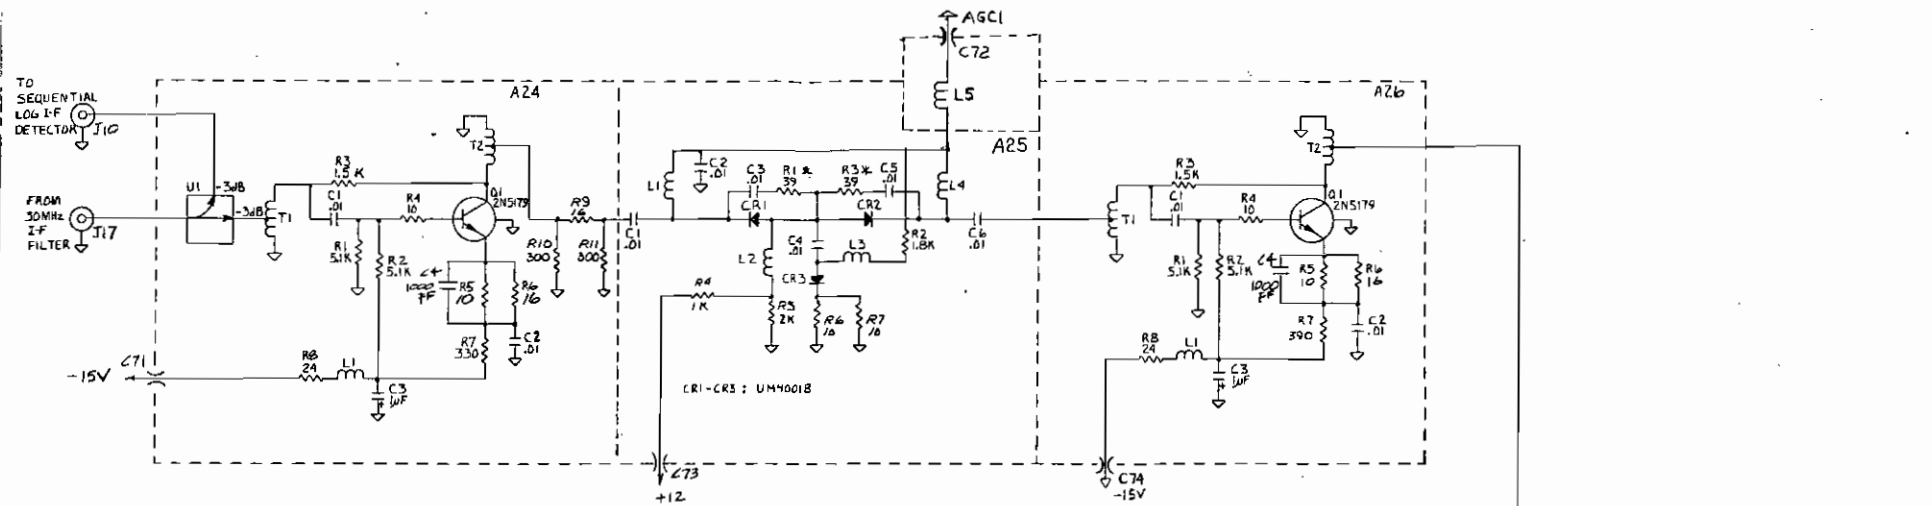 AGC1
C72
L5
TO
SEQUENTIAL
LOG I-F
DETECTOR
J10
A24
T2
A25
A26
T2
FROM
30MHz
I-F
FILTER
J17
U1
-3dB
-3dB
T1
R3
1.5K
C1
.01
R4
10
Q1
2N5179
R1
5.1K
R2
5.1K
C4
1000
PF
R5
10
R6
16
R7
330
C2
.01
R8
24
L1
C3
1µF
C71
-15V
R9
16
R10
300
R11
300
C1
.01
L1
C2
.01
C3
.01
R1*
39
R3*
39
C5
.01
L4
CR1
CR2
C4
.01
L2
L3
R2
1.8K
C6
.01
CR3
R4
1K
R5
2K
R6
10
R7
10
CR1-CR3: UM4001B
C73
+12
T1
R3
1.5K
C1
.01
R4
10
Q1
2N5179
R1
5.1K
R2
5.1K
C4
1000
PF
R5
10
R6
16
R7
390
C2
.01
R8
24
L1
C3
1µF
C74
-15V